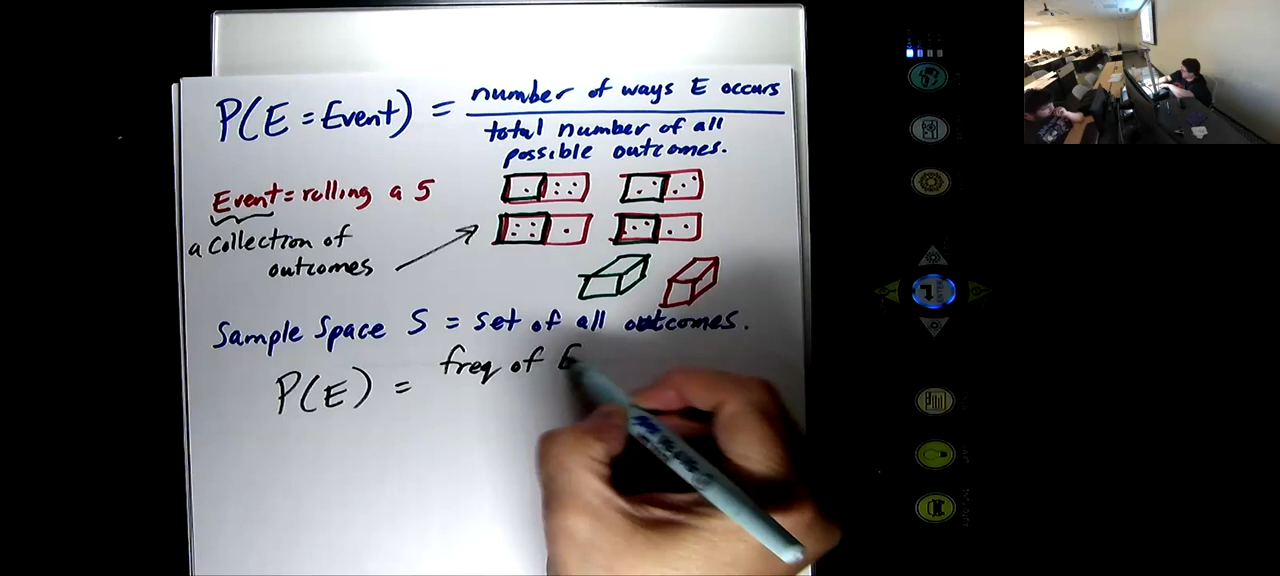 P(E = Event) = number of ways E occurs
total number of all
possible outcomes.
Event = rolling a 5
a collection of
outcomes
Sample Space S = set of all outcomes.
P(E) = freq of E